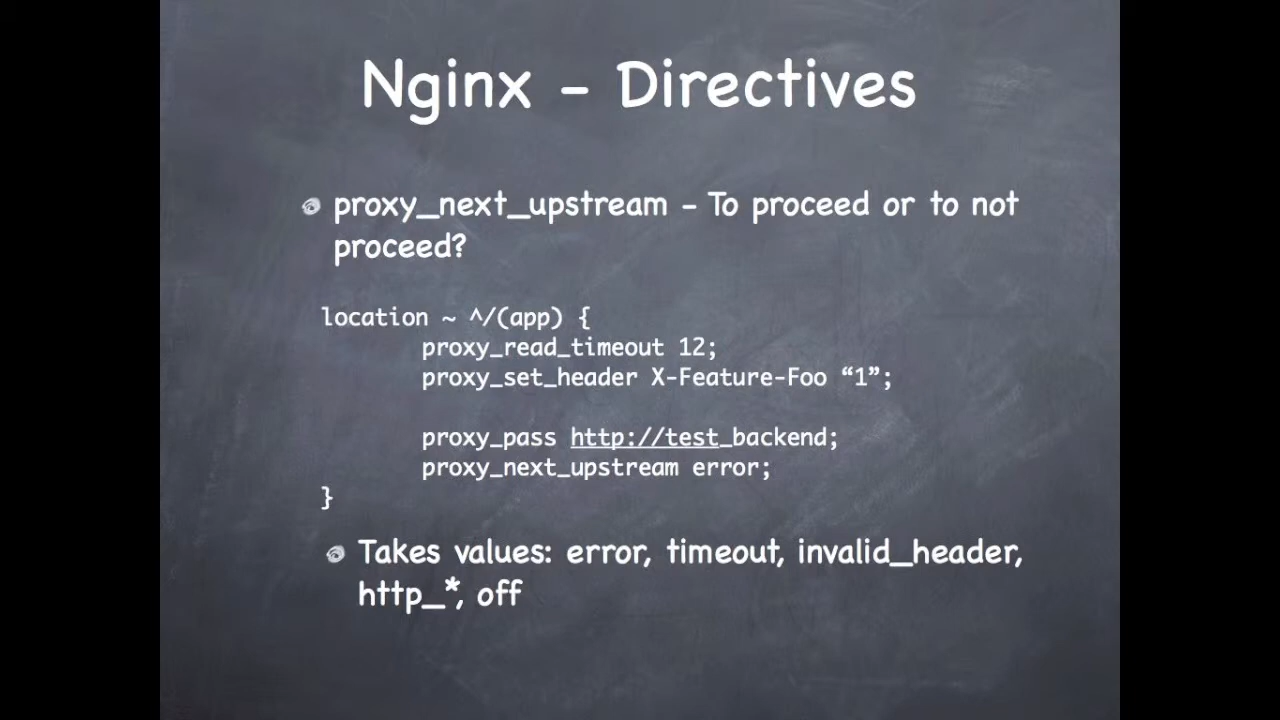 Nginx - Directives
proxy_next_upstream - To proceed or to not
proceed?
location ~ ^/(app) {
proxy_read_timeout 12;
proxy_set_header X-Feature-Foo “1”;
proxy_pass http://test_backend;
proxy_next_upstream error;
}
Takes values: error, timeout, invalid_header,
http_*, off